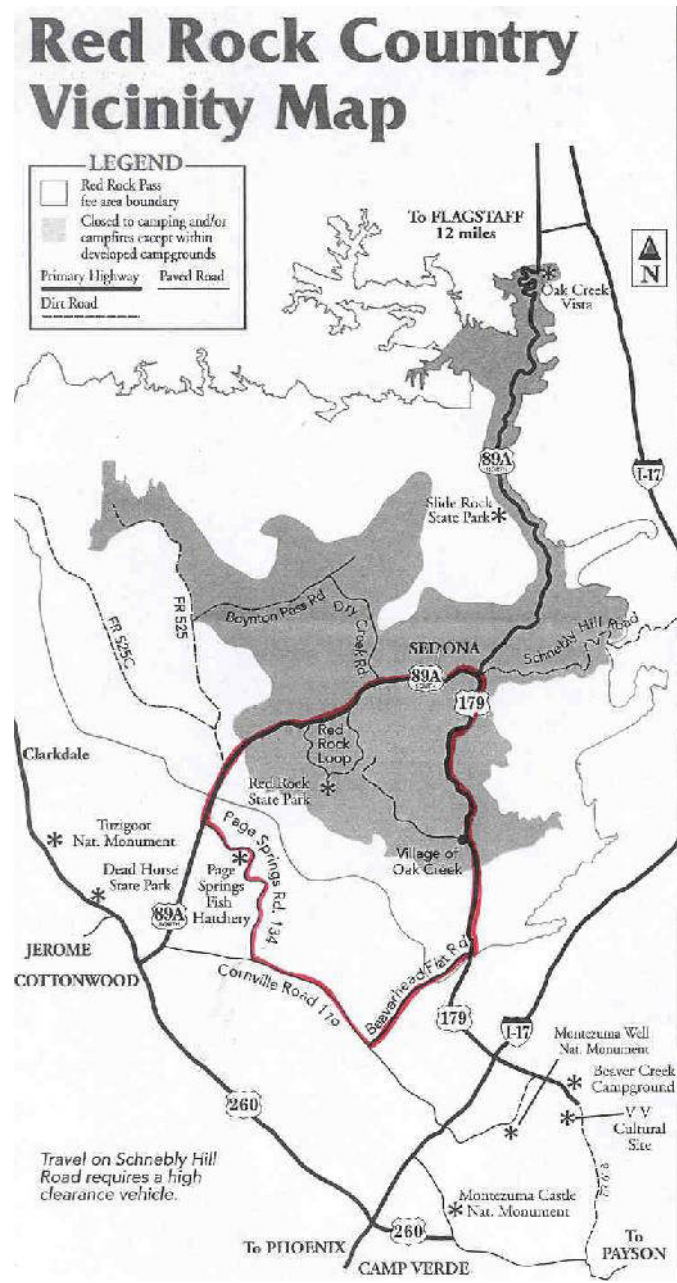 Red Rock Country
Vicinity Map
LEGEND
Red Rock Pass
fee area boundary
Closed to camping and/or
campfires except within
developed campgrounds
Primary Highway
Paved Road
Dirt Road
To FLAGSTAFF
12 miles
N
Oak Creek
Vista
89A
I-17
Slide Rock
State Park
FR 525
FR 525C
Boynton Pass Rd
Dry Creek Rd
SEDONA
Schnebly Hill Road
89A
179
Red
Rock
Loop
Clarkdale
Red Rock
State Park
Tuzigoot
Nat. Monument
Page Springs Rd. 134
Village of
Oak Creek
Dead Horse
State Park
Page
Springs
Fish
Hatchery
89A
NORTH
JEROME
COTTONWOOD
Cornville Road 170
Beaverhead Flat Rd
179
I-17
Montezuma Well
Nat. Monument
Beaver Creek
Campground
V V
Cultural
Site
260
Travel on Schnebly Hill
Road requires a high
clearance vehicle.
Montezuma Castle
Nat. Monument
260
To PHOENIX
CAMP VERDE
To
PAYSON